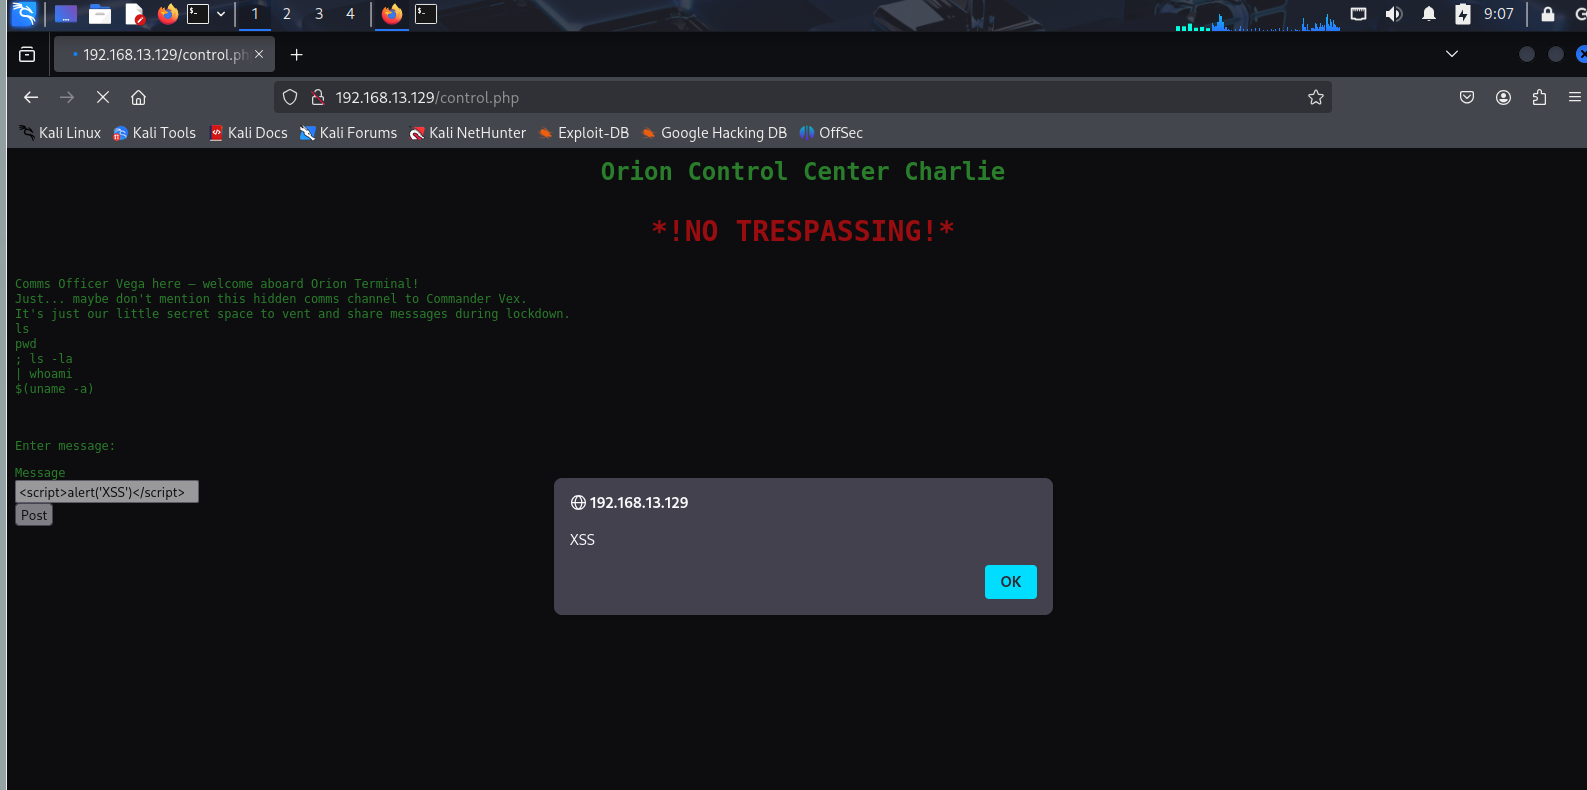 1 2 3 4 9:07
192.168.13.129/control.ph
192.168.13.129/control.php
Kali Linux Kali Tools Kali Docs Kali Forums Kali NetHunter Exploit-DB Google Hacking DB OffSec
Orion Control Center Charlie
*!NO TRESPASSING!*
Comms Officer Vega here — welcome aboard Orion Terminal!
Just... maybe don't mention this hidden comms channel to Commander Vex.
It's just our little secret space to vent and share messages during lockdown.
ls
pwd
; ls -la
| whoami
$(uname -a)
Enter message:
Message
<script>alert('XSS')</script>
Post
192.168.13.129
XSS
OK